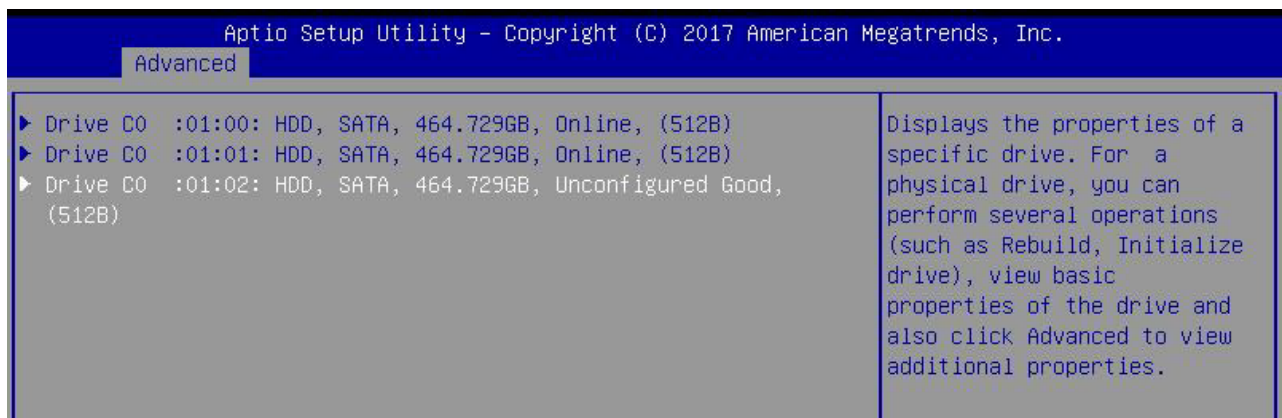 Aptio Setup Utility – Copyright (C) 2017 American Megatrends, Inc.
Advanced
Drive C0 :01:00: HDD, SATA, 464.729GB, Online, (512B)
Drive C0 :01:01: HDD, SATA, 464.729GB, Online, (512B)
Drive C0 :01:02: HDD, SATA, 464.729GB, Unconfigured Good,
(512B)
Displays the properties of a
specific drive. For a
physical drive, you can
perform several operations
(such as Rebuild, Initialize
drive), view basic
properties of the drive and
also click Advanced to view
additional properties.